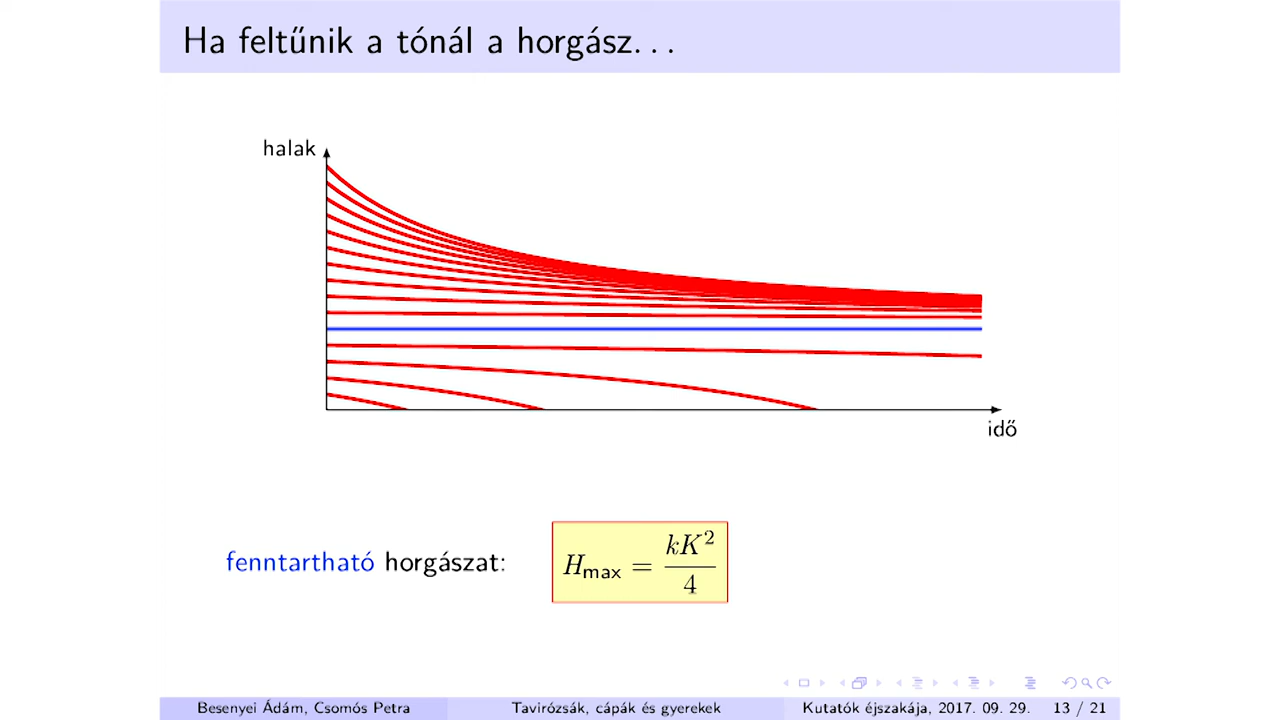 Ha feltűnik a tónál a horgász. . .
halak
idő
fenntartható horgászat:
H_max = kK²/4
Besenyei Ádám, Csomós Petra
Tavirózsák, cápák és gyerekek
Kutatók éjszakája, 2017. 09. 29.
13 / 21